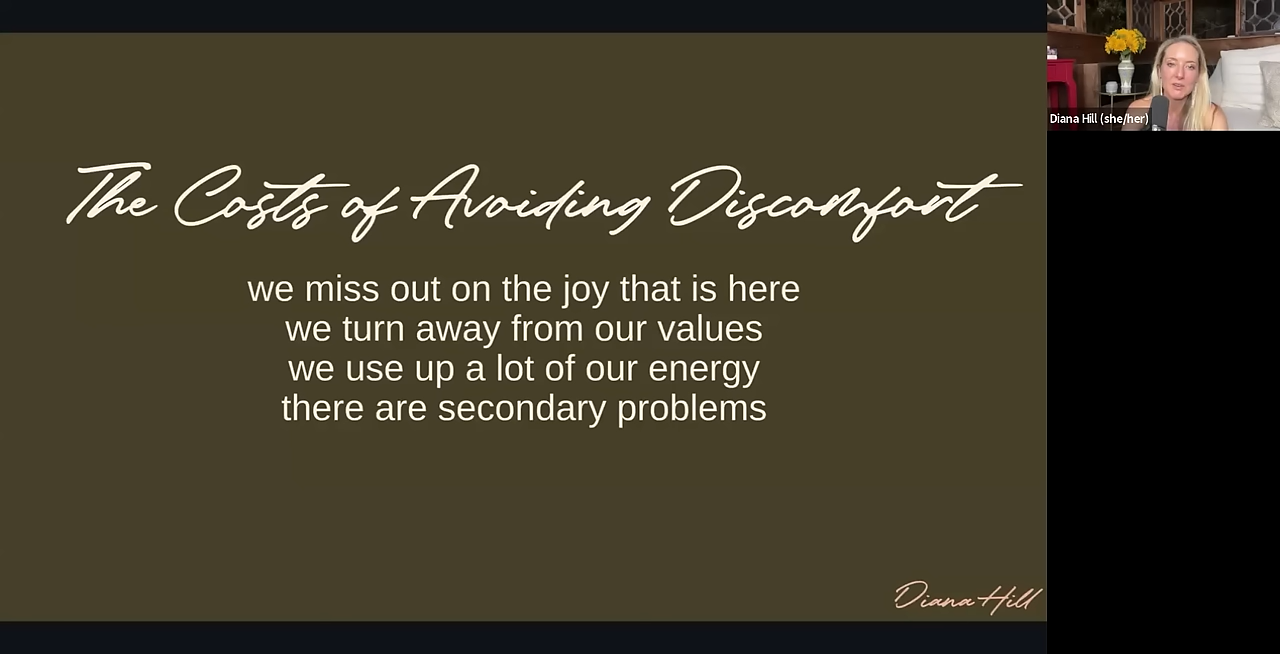 The Costs of Avoiding Discomfort
we miss out on the joy that is here
we turn away from our values
we use up a lot of our energy
there are secondary problems
Diana Hill
Diana Hill (she/her)